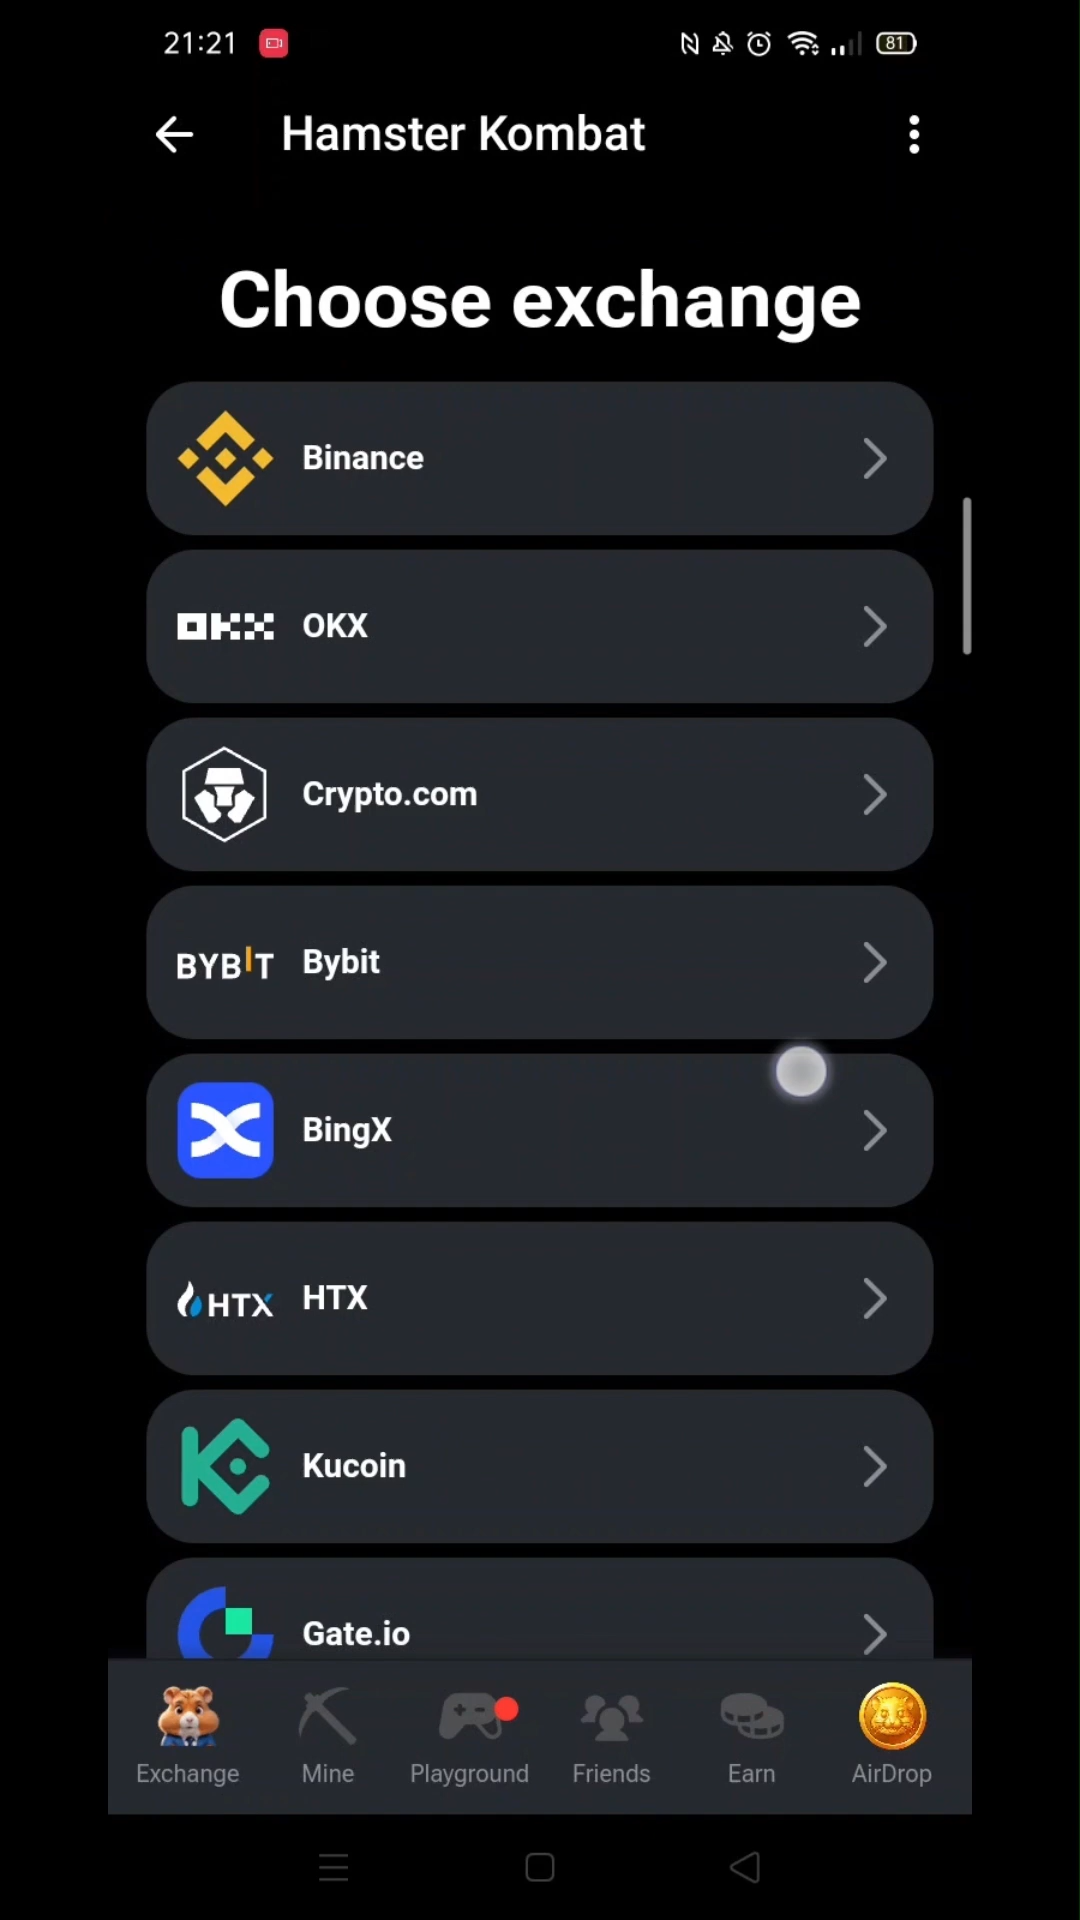 21:21
81
Hamster Kombat
Choose exchange
Binance
OKX OKX
Crypto.com
BYBIT Bybit
BingX
HTX HTX
Kucoin
Gate.io
Exchange Mine Playground Friends Earn AirDrop